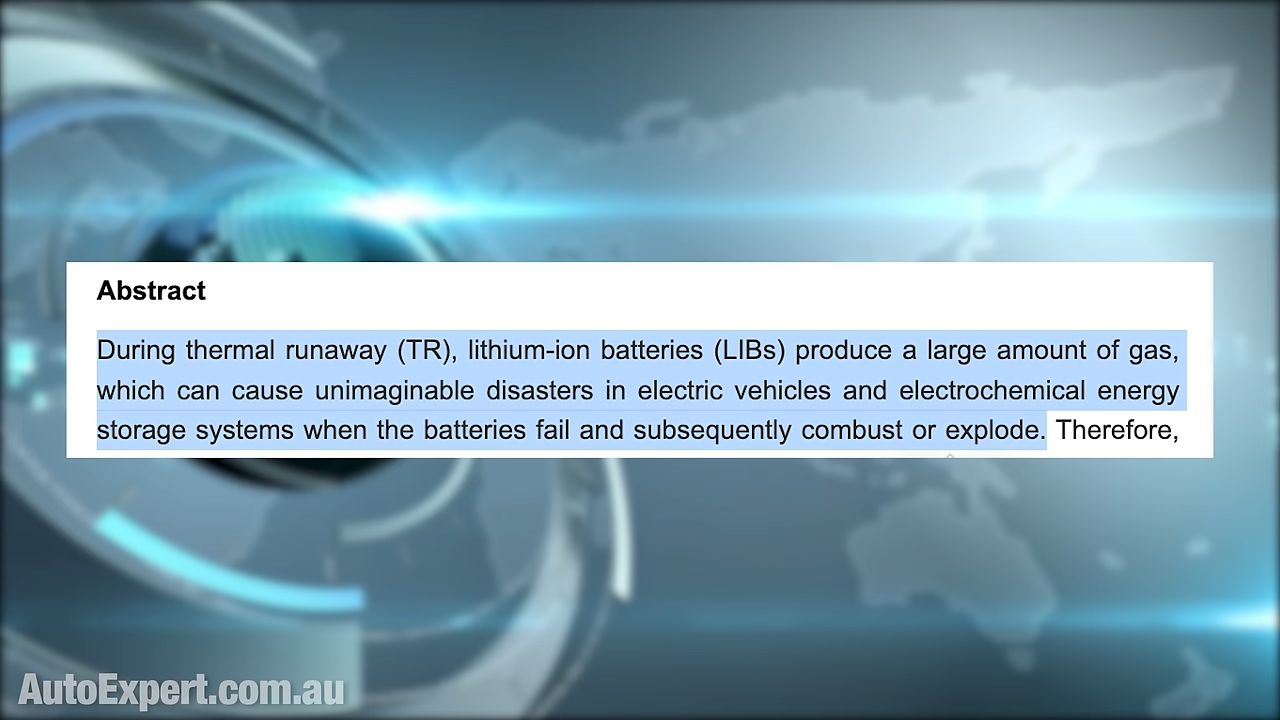 Abstract
During thermal runaway (TR), lithium-ion batteries (LIBs) produce a large amount of gas,
which can cause unimaginable disasters in electric vehicles and electrochemical energy
storage systems when the batteries fail and subsequently combust or explode. Therefore,
AutoExpert.com.au